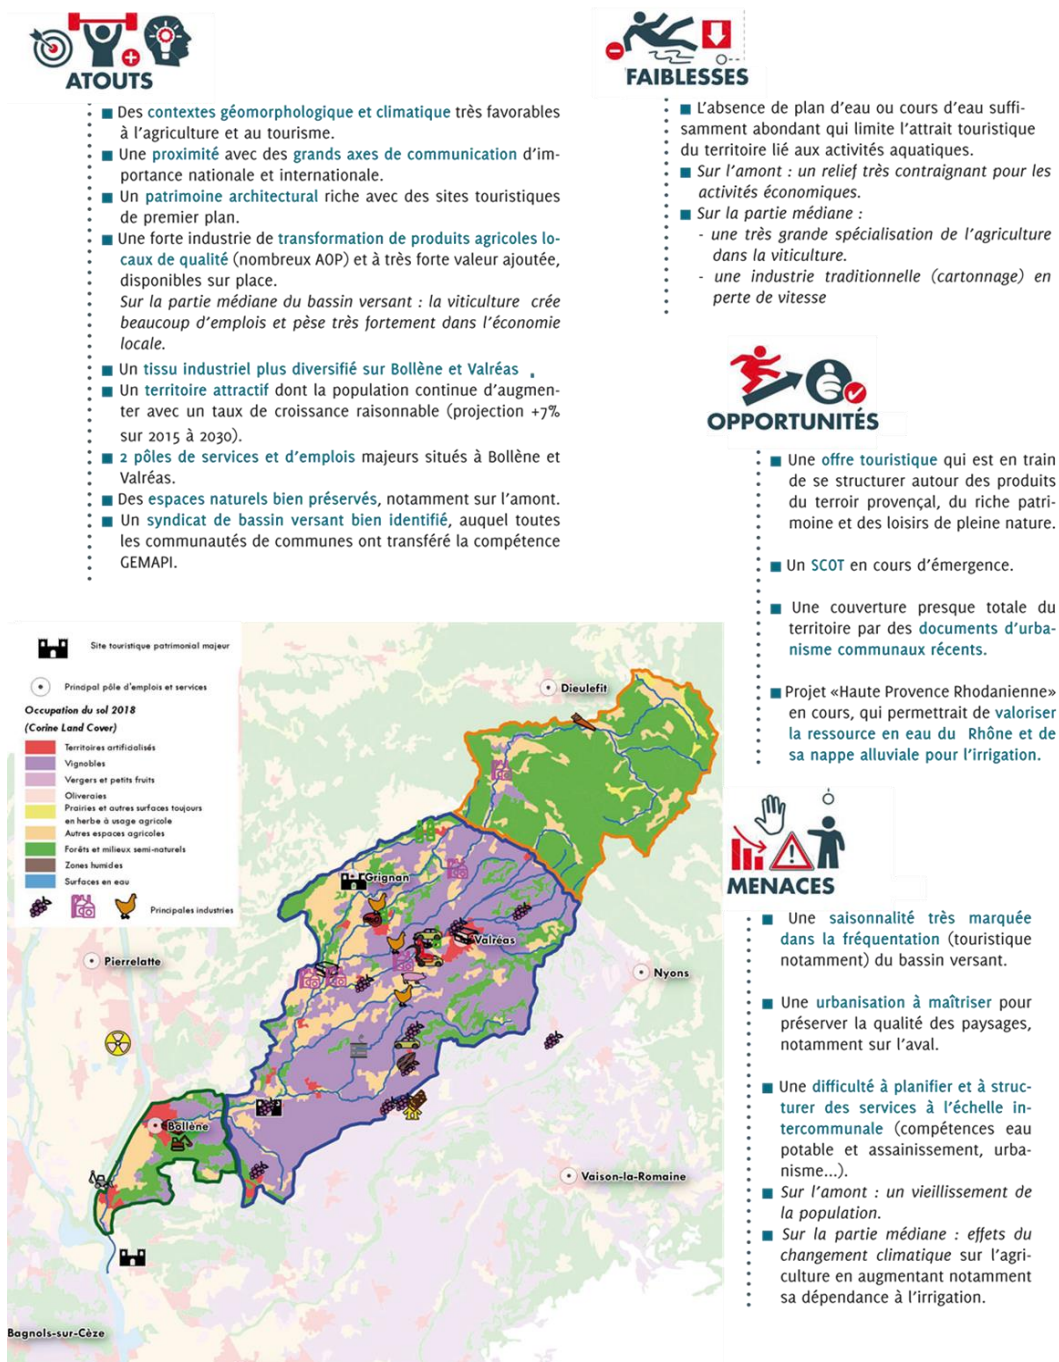 ATOUTS
■ Des contextes géomorphologique et climatique très favorables
à l'agriculture et au tourisme.
■ Une proximité avec des grands axes de communication d'im-
portance nationale et internationale.
■ Un patrimoine architectural riche avec des sites touristiques
de premier plan.
■ Une forte industrie de transformation de produits agricoles lo-
caux de qualité (nombreux AOP) et à très forte valeur ajoutée,
disponibles sur place.
Sur la partie médiane du bassin versant : la viticulture crée
beaucoup d'emplois et pèse très fortement dans l'économie
locale.
■ Un tissu industriel plus diversifié sur Bollène et Valréas .
■ Un territoire attractif dont la population continue d'augmen-
ter avec un taux de croissance raisonnable (projection +7%
sur 2015 à 2030).
■ 2 pôles de services et d'emplois majeurs situés à Bollène et
Valréas.
■ Des espaces naturels bien préservés, notamment sur l'amont.
■ Un syndicat de bassin versant bien identifié, auquel toutes
les communautés de communes ont transféré la compétence
GEMAPI.
FAIBLESSES
■ L'absence de plan d'eau ou cours d'eau suffi-
samment abondant qui limite l'attrait touristique
du territoire lié aux activités aquatiques.
■ Sur l'amont : un relief très contraignant pour les
activités économiques.
■ Sur la partie médiane :
- une très grande spécialisation de l'agriculture
dans la viticulture.
- une industrie traditionnelle (cartonnage) en
perte de vitesse
OPPORTUNITÉS
■ Une offre touristique qui est en train
de se structurer autour des produits
du terroir provençal, du riche patri-
moine et des loisirs de pleine nature.
■ Un SCOT en cours d'émergence.
■ Une couverture presque totale du
territoire par des documents d'urba-
nisme communaux récents.
■ Projet «Haute Provence Rhodanienne»
en cours, qui permettrait de valoriser
la ressource en eau du Rhône et de
sa nappe alluviale pour l'irrigation.
MENACES
■ Une saisonnalité très marquée
dans la fréquentation (touristique
notamment) du bassin versant.
■ Une urbanisation à maîtriser pour
préserver la qualité des paysages,
notamment sur l'aval.
■ Une difficulté à planifier et à struc-
turer des services à l'échelle in-
tercommunale (compétences eau
potable et assainissement, urba-
nisme...).
■ Sur l'amont : un vieillissement de
la population.
■ Sur la partie médiane : effets du
changement climatique sur l'agri-
culture en augmentant notamment
sa dépendance à l'irrigation.
Site touristique patrimonial majeur
Principal pôle d'emplois et services
Occupation du sol 2018
(Corine Land Cover)
Territoires artificialisés
Vignobles
Vergers et petits fruits
Oliveraies
Prairies et autres surfaces toujours
en herbe à usage agricole
Autres espaces agricoles
Forêts et milieux semi-naturels
Zones humides
Surfaces en eau
Principales industries
Dieulefit
Grignan
Valréas
Pierrelatte
Nyons
Bollène
Vaison-la-Romaine
Bagnols-sur-Cèze